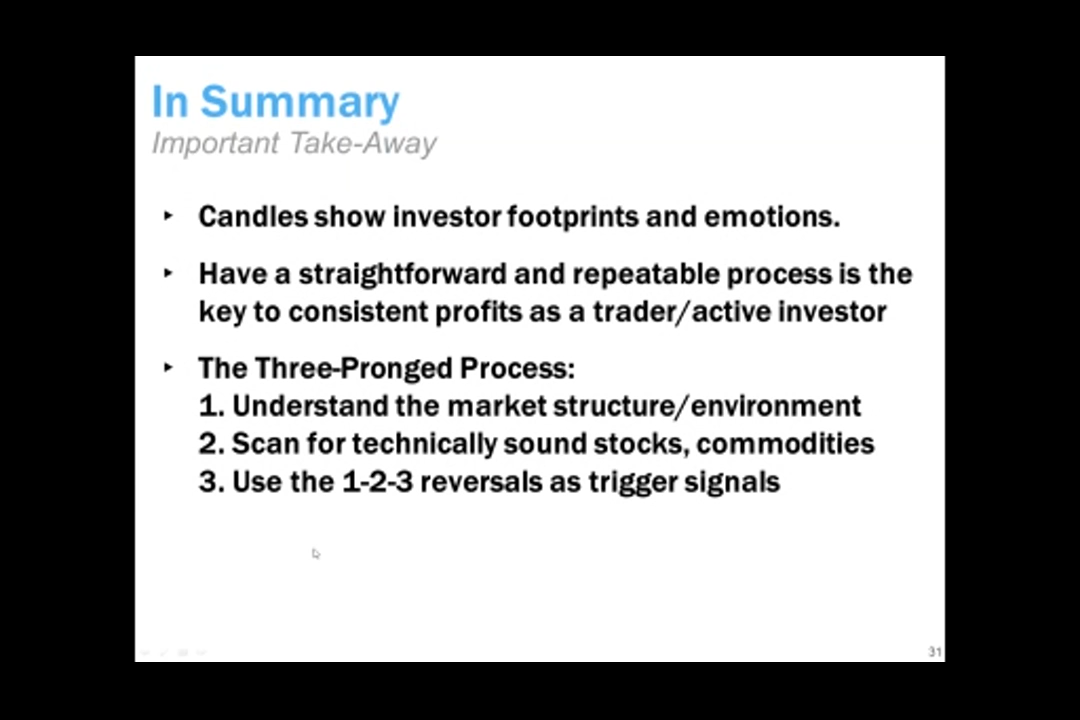 In Summary
Important Take-Away
‣ Candles show investor footprints and emotions.
‣ Have a straightforward and repeatable process is the
key to consistent profits as a trader/active investor
‣ The Three-Pronged Process:
1. Understand the market structure/environment
2. Scan for technically sound stocks, commodities
3. Use the 1-2-3 reversals as trigger signals
31